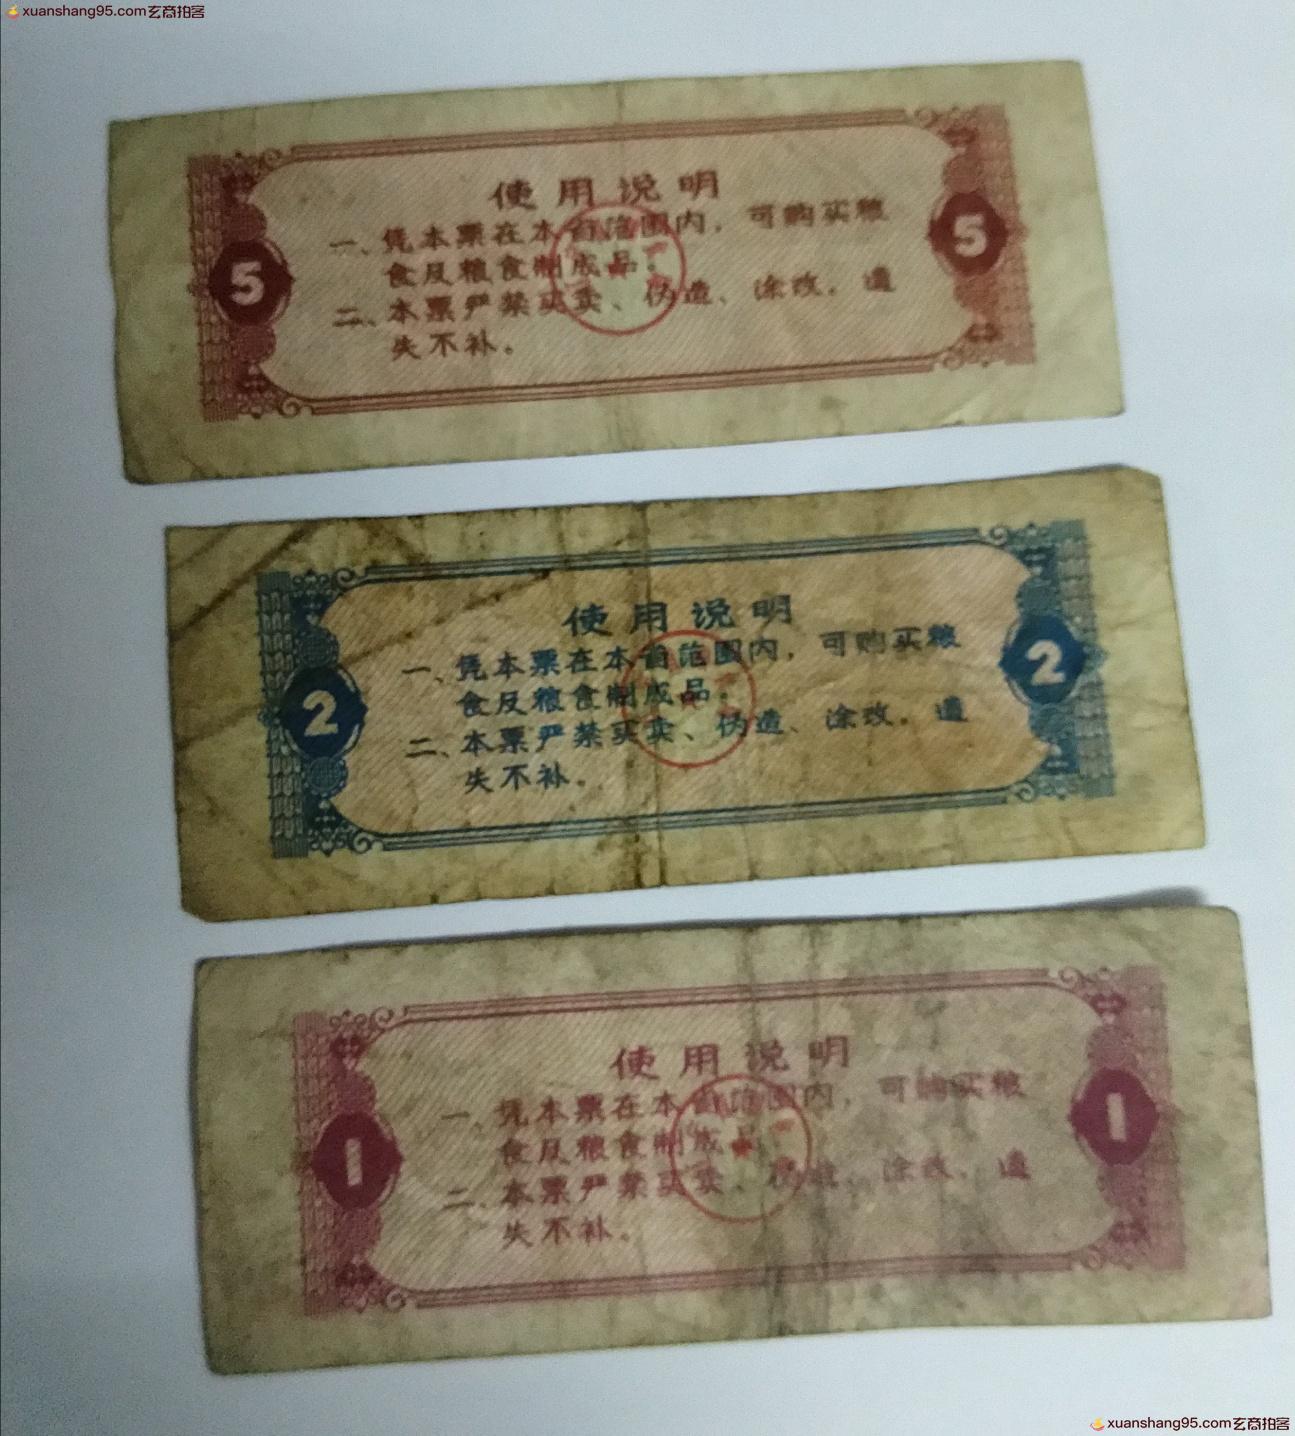 xuanshang95.com玄商拍客
使用说明
一、凭本票在本省范围内，可购买粮
食及粮食制成品。
二、本票严禁买卖、伪造、涂改，遗
失不补。
5
5
使用说明
一、凭本票在本省范围内，可购买粮
食及粮食制成品。
二、本票严禁买卖、伪造、涂改，遗
失不补。
2
2
使用说明
一、凭本票在本省范围内，可购买粮
食及粮食制成品。
二、本票严禁买卖、伪造、涂改，遗
失不补。
1
1
xuanshang95.com玄商拍客